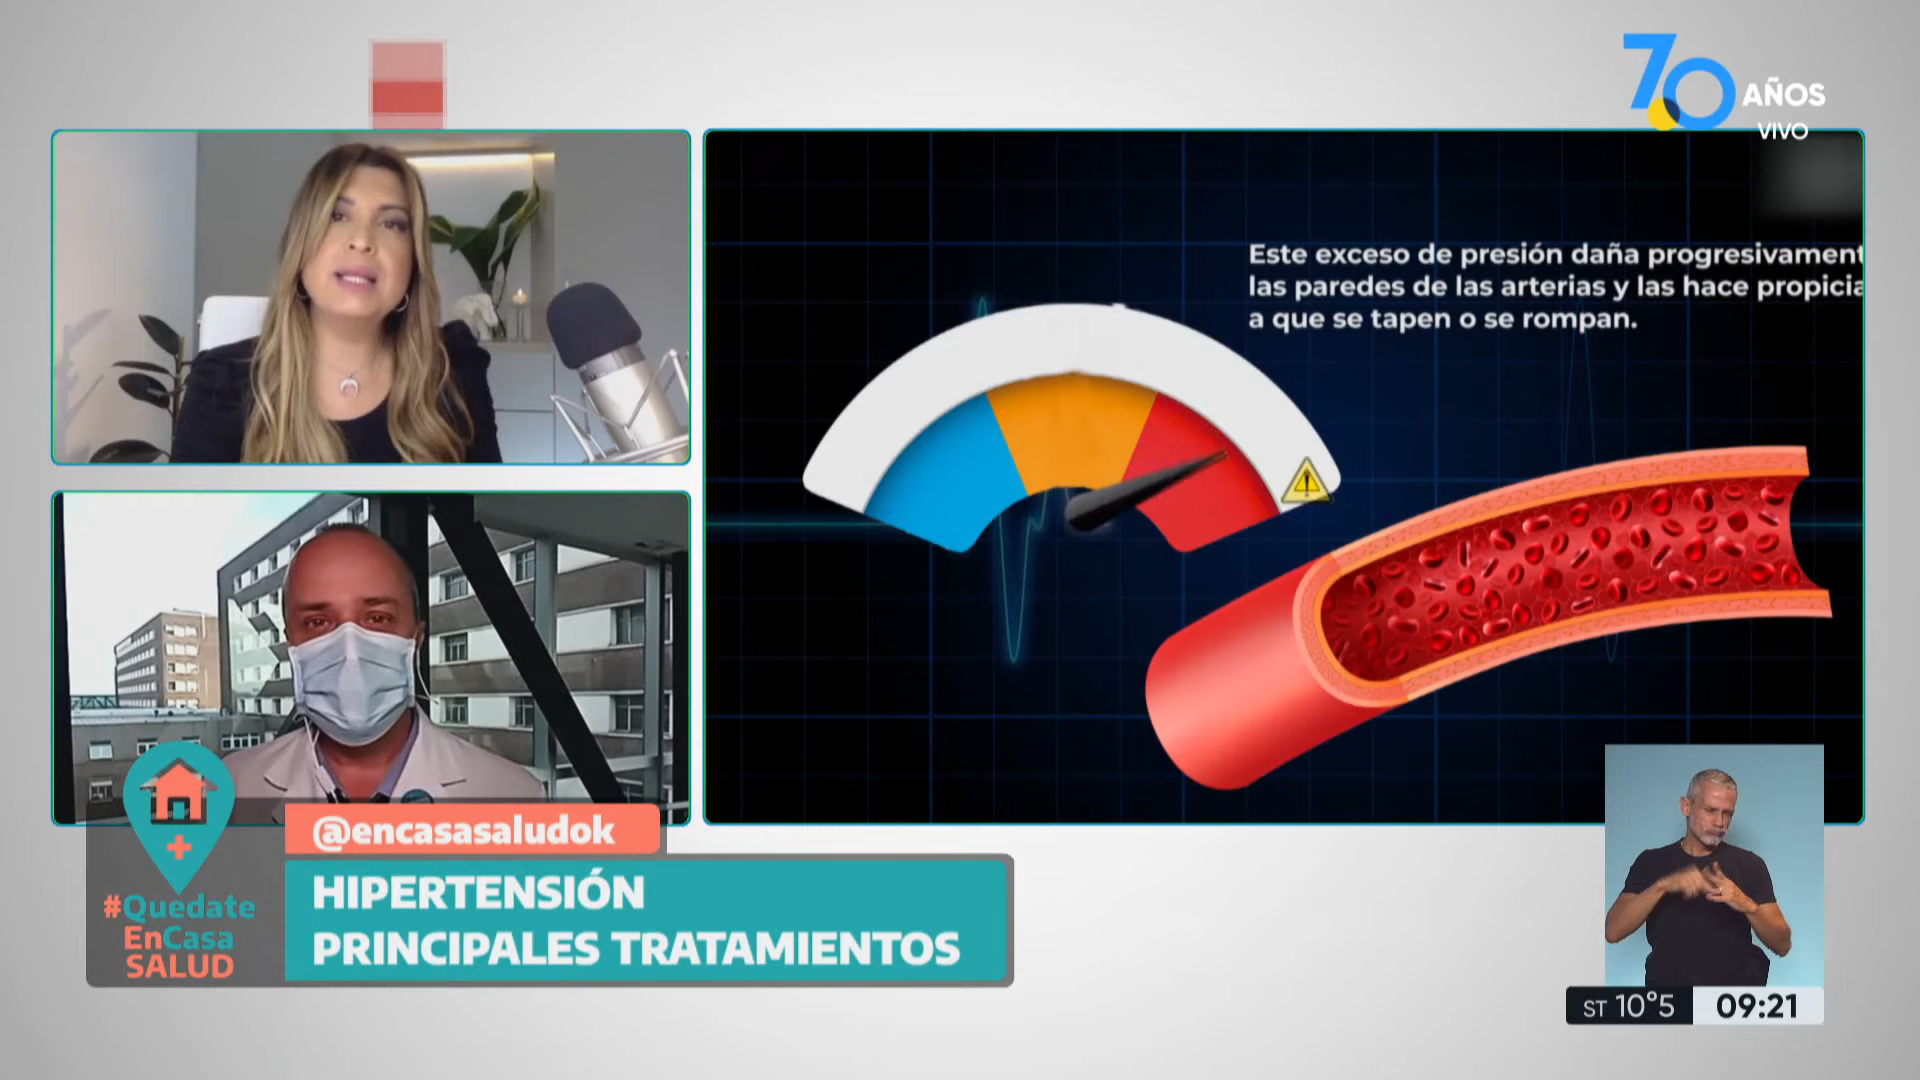 70 AÑOS
VIVO
Este exceso de presión daña progresivament
las paredes de las arterias y las hace propicia
a que se tapen o se rompan.
@encasasaludok
HIPERTENSIÓN
PRINCIPALES TRATAMIENTOS
#Quedate
EnCasa
SALUD
ST 10°5 09:21